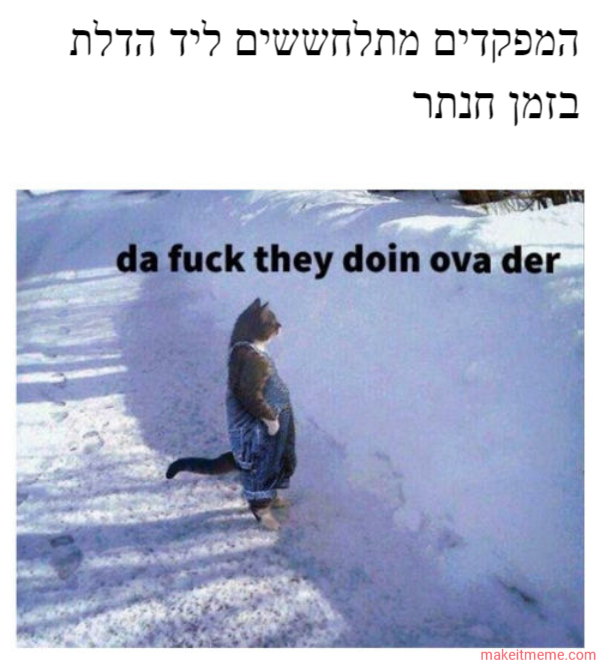 המפקדים מתלחששים ליד הדלת
בזמן חנתר
da fuck they doin ova der
makeitmeme.com